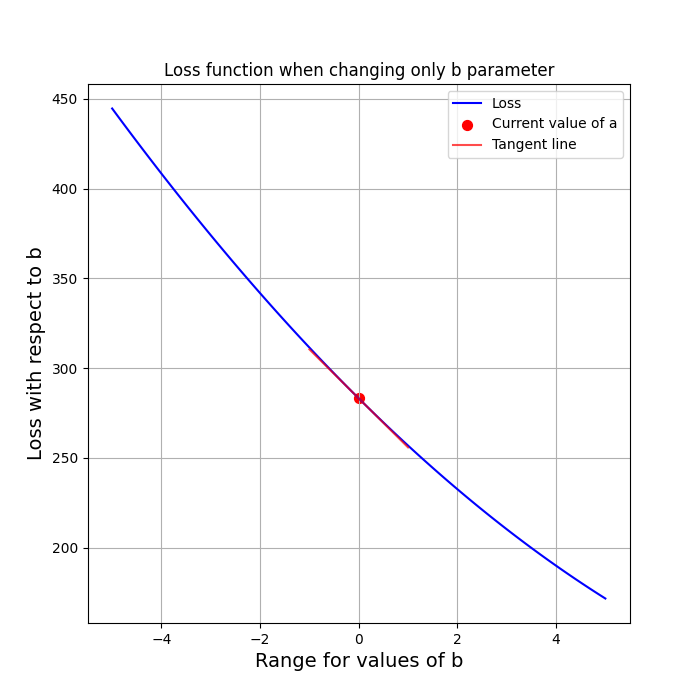 Loss function when changing only b parameter
Loss
Current value of a
Tangent line
Loss with respect to b
450
400
350
300
250
200
−4
−2
0
2
4
Range for values of b